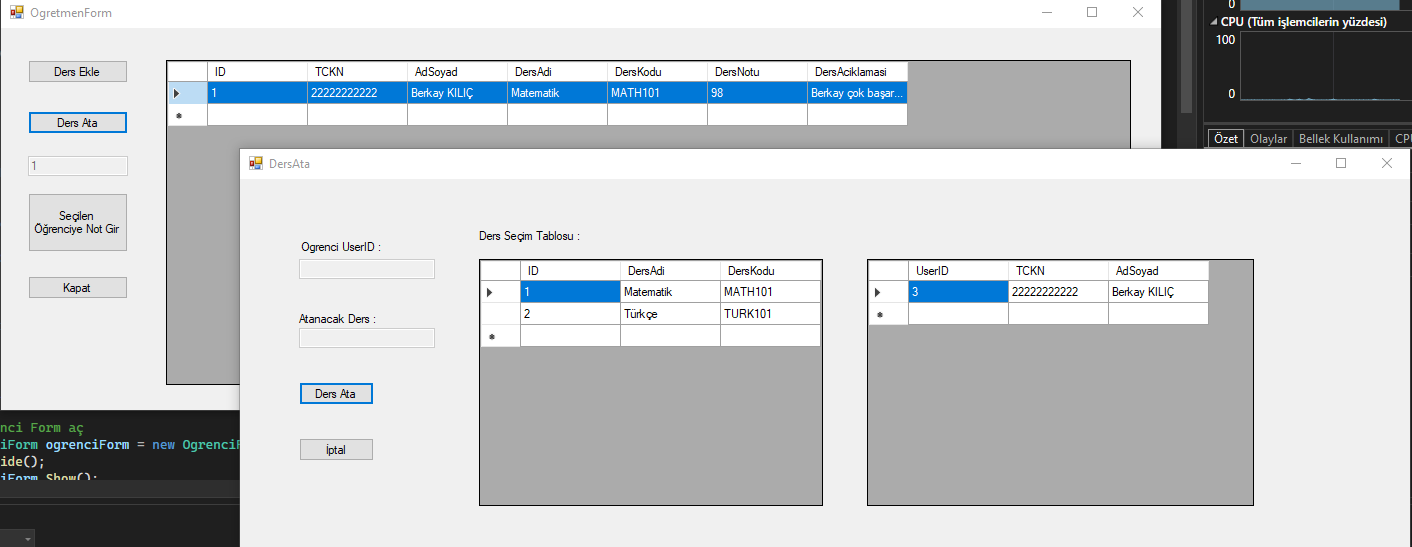 OgretmenForm
Ders Ekle
Ders Ata
1
Seçilen
Öğrenciye Not Gir
Kapat
ID TCKN AdSoyad DersAdi DersKodu DersNotu DersAciklamasi
1 22222222222 Berkay KILIÇ Matematik MATH101 98 Berkay çok başar...
DersAta
Ogrenci UserID :
Atanacak Ders :
Ders Ata
İptal
Ders Seçim Tablosu :
ID DersAdi DersKodu
1 Matematik MATH101
2 Türkçe TURK101
UserID TCKN AdSoyad
3 22222222222 Berkay KILIÇ
nci Form aç
iForm ogrenciForm = new OgrenciF
ide();
iForm.Show();
0
CPU (Tüm işlemcilerin yüzdesi)
100
0
Özet Olaylar Bellek Kullanımı CPU